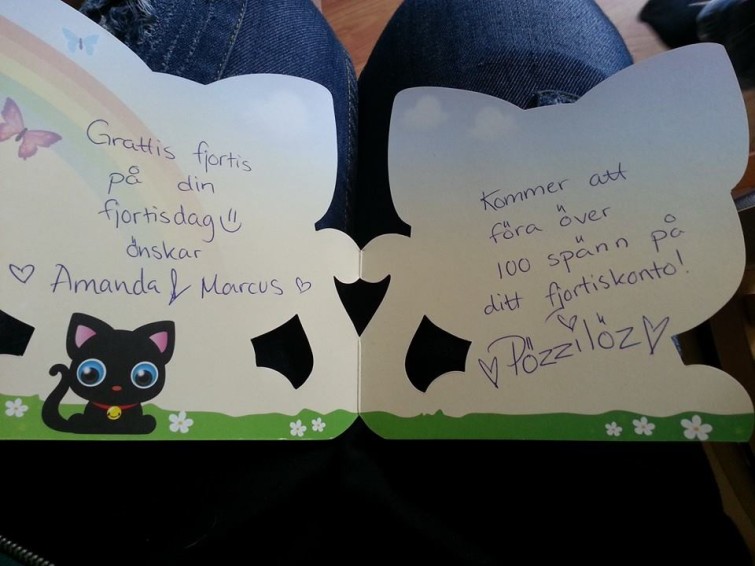 Grattis fjortis
på din
fjortisdag
önskar
Amanda & Marcus
Kommer att
föra över
100 spänn på
ditt fjortiskonto!
Pözzilöz